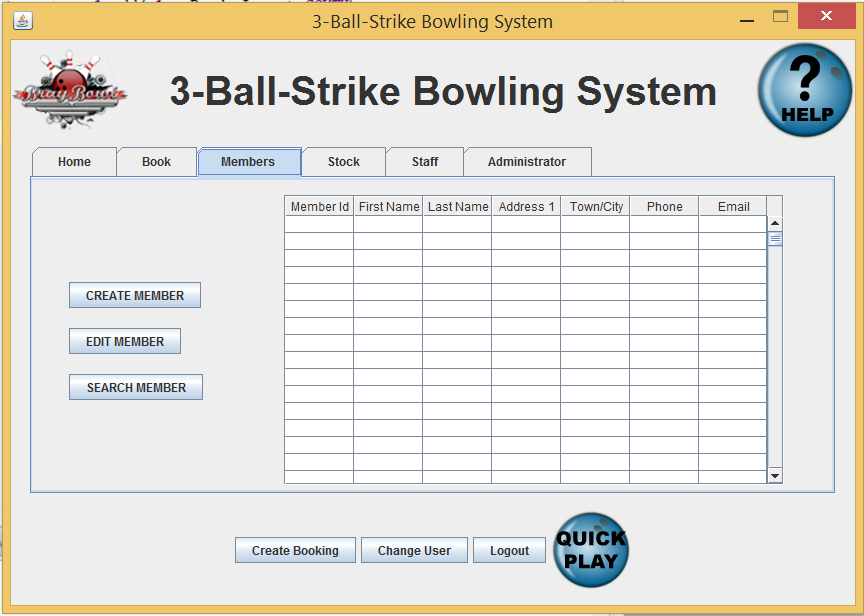 3-Ball-Strike Bowling System
Bray Bowl
3-Ball-Strike Bowling System
?
HELP
Home Book Members Stock Staff Administrator
Member Id First Name Last Name Address 1 Town/City Phone Email
CREATE MEMBER
EDIT MEMBER
SEARCH MEMBER
Create Booking Change User Logout
QUICK
PLAY